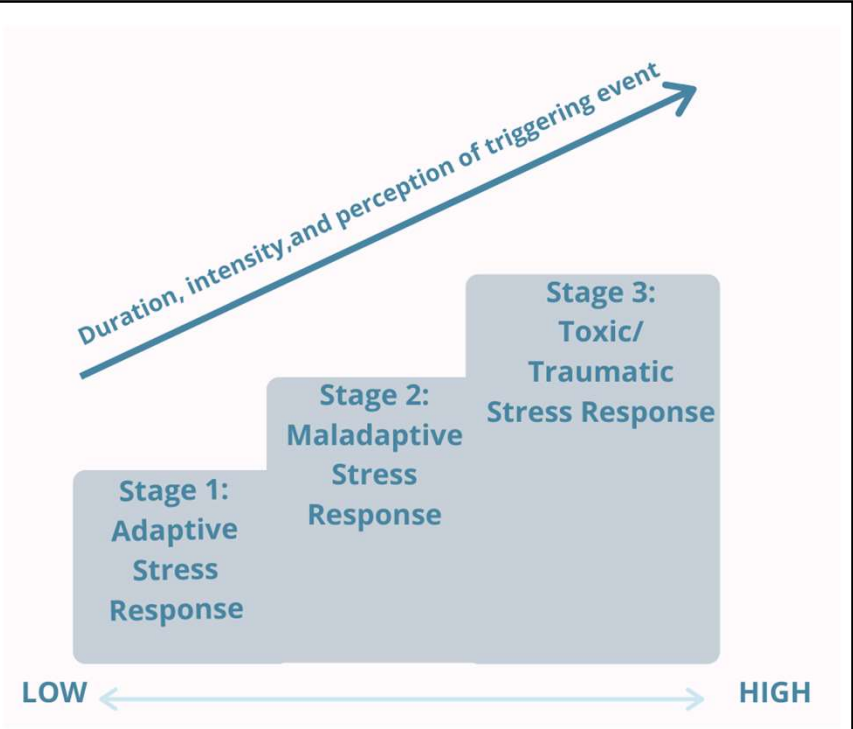 Duration, intensity,and perception of triggering event
Stage 3:
Toxic/
Traumatic
Stress Response
Stage 2:
Maladaptive
Stress
Response
Stage 1:
Adaptive
Stress
Response
LOW
HIGH